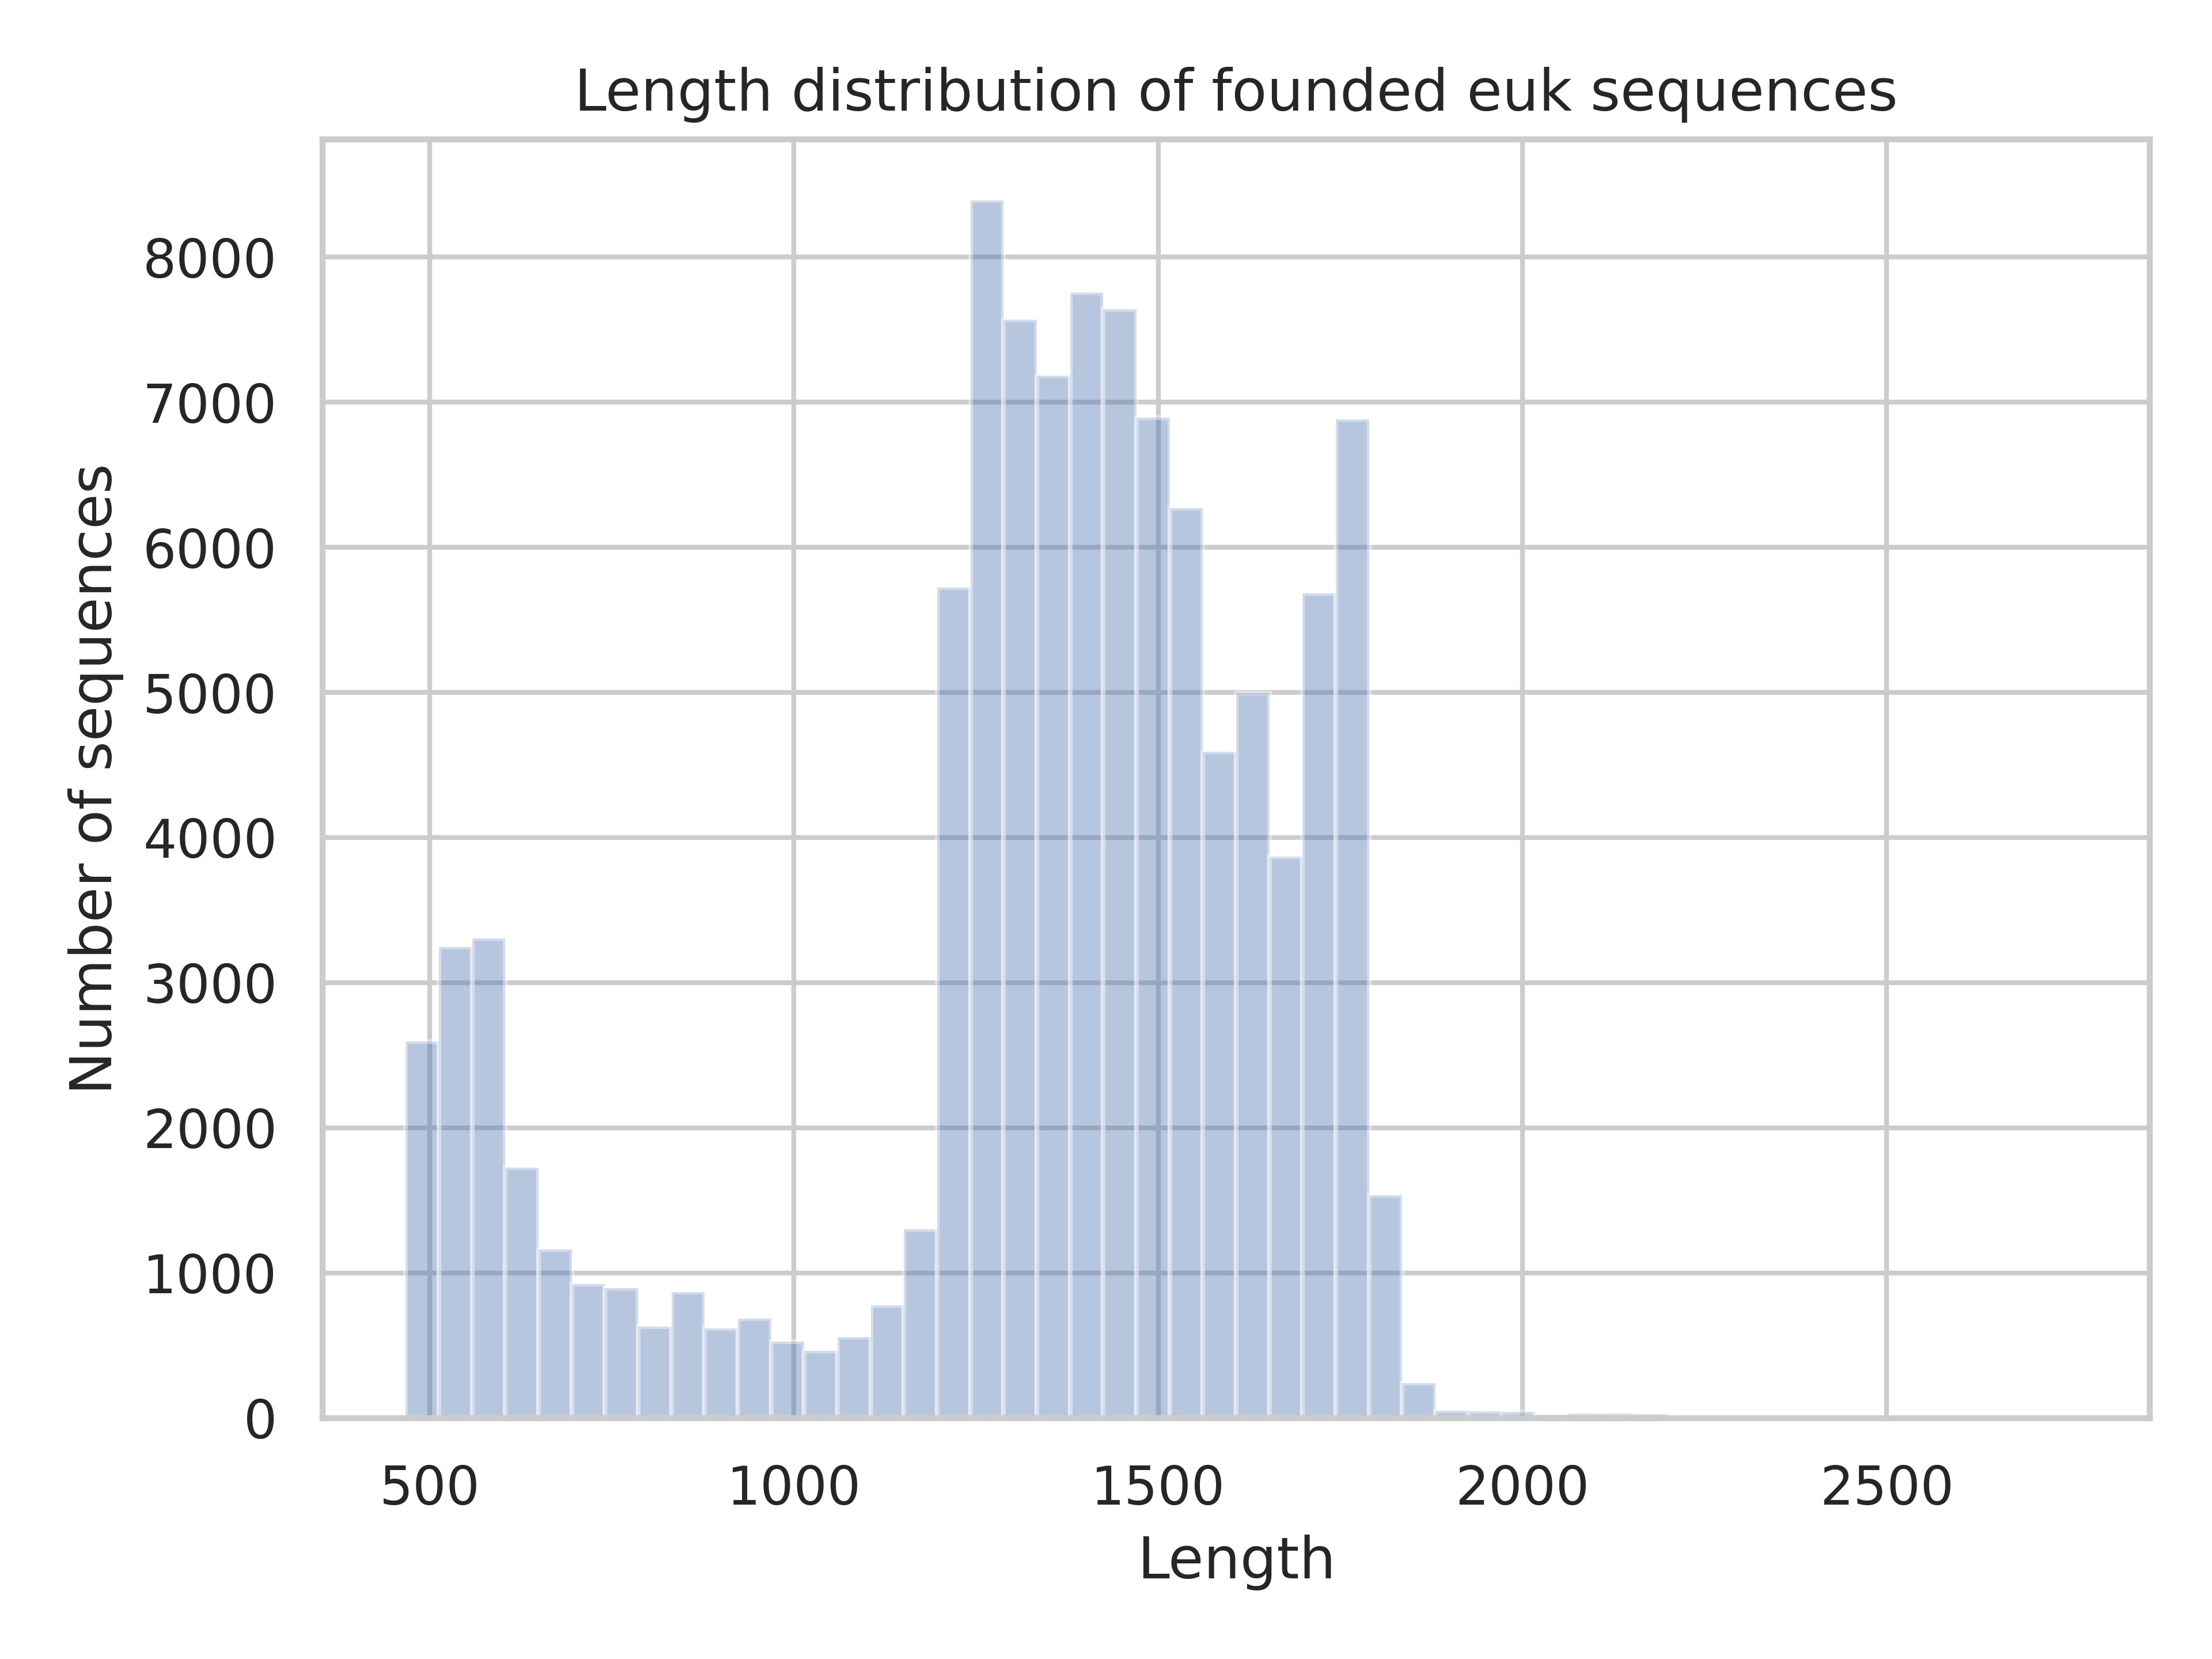 Length distribution of founded euk sequences
8000
7000
6000
5000
4000
3000
2000
1000
0
Number of sequences
500 1000 1500 2000 2500
Length